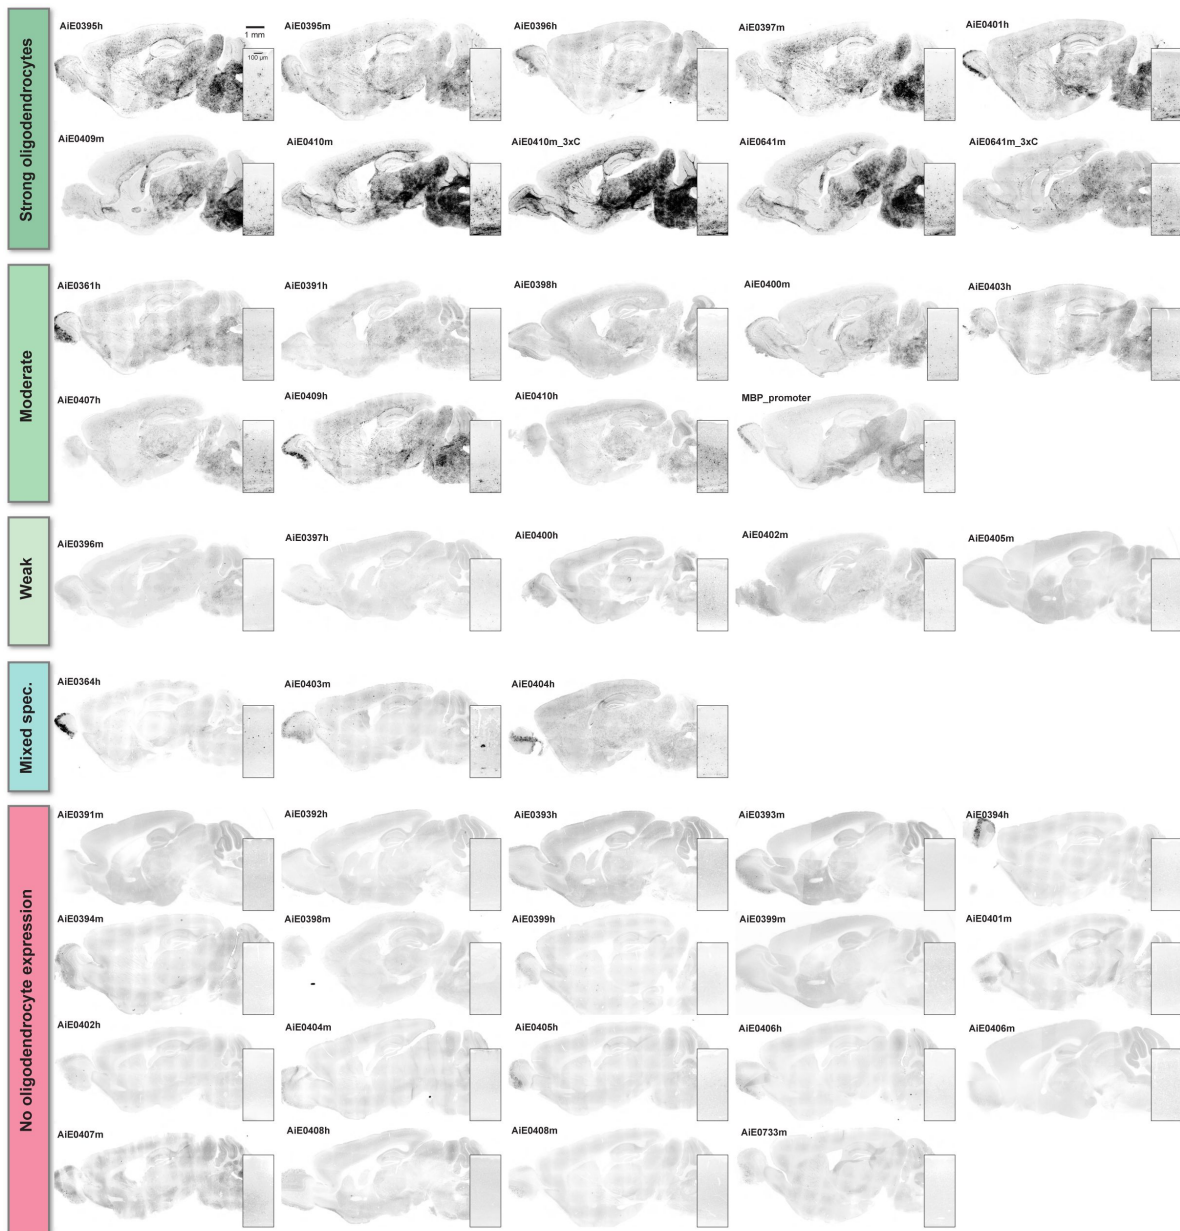 Strong oligodendrocytes
AiE0395h
1 mm
100 µm
AiE0395m
AiE0396h
AiE0397m
AiE0401h
AiE0409m
AiE0410m
AiE0410m_3xC
AiE0641m
AiE0641m_3xC
Moderate
AiE0361h
AiE0391h
AiE0398h
AiE0400m
AiE0403h
AiE0407h
AiE0409h
AiE0410h
MBP_promoter
Weak
AiE0396m
AiE0397h
AiE0400h
AiE0402m
AiE0405m
Mixed spec.
AiE0364h
AiE0403m
AiE0404h
No oligodendrocyte expression
AiE0391m
AiE0392h
AiE0393h
AiE0393m
AiE0394h
AiE0394m
AiE0398m
AiE0399h
AiE0399m
AiE0401m
AiE0402h
AiE0404m
AiE0405h
AiE0406h
AiE0406m
AiE0407m
AiE0408h
AiE0408m
AiE0733m